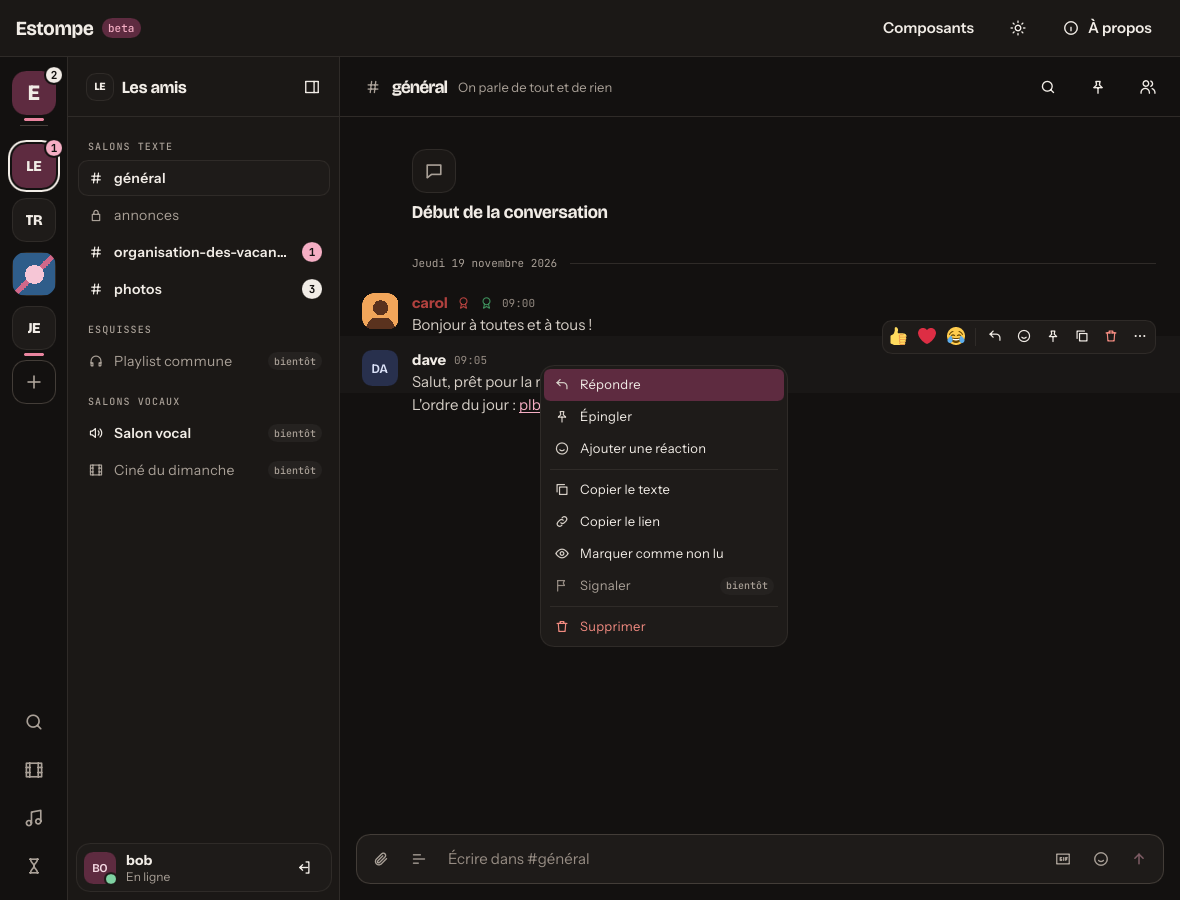 Estompe beta
Composants
À propos
E 2
LE 1
TR
JE
LE Les amis
SALONS TEXTE
# général
annonces
# organisation-des-vacan… 1
# photos 3
ESQUISSES
Playlist commune bientôt
SALONS VOCAUX
Salon vocal bientôt
Ciné du dimanche bientôt
BO bob
En ligne
# général On parle de tout et de rien
Début de la conversation
Jeudi 19 novembre 2026
carol 09:00
Bonjour à toutes et à tous !
DA dave 09:05
Salut, prêt pour la r
L'ordre du jour : plb
Répondre
Épingler
Ajouter une réaction
Copier le texte
Copier le lien
Marquer comme non lu
Signaler bientôt
Supprimer
Écrire dans #général
GIF